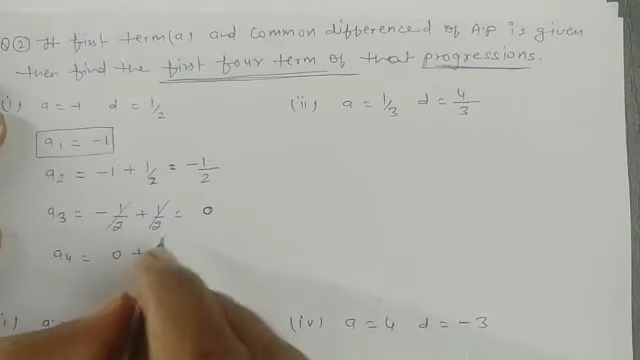 Q② If first term(a) and common difference d of A.P is given
then find the first four term of that progressions.
(i) a = -1 d = 1/2
(ii) a = 1/3 d = 4/3
a₁ = -1
a₂ = -1 + 1/2 = -1/2
a₃ = -1/2 + 1/2 = 0
a₄ = 0 +
(iv) a = 4 d = -3